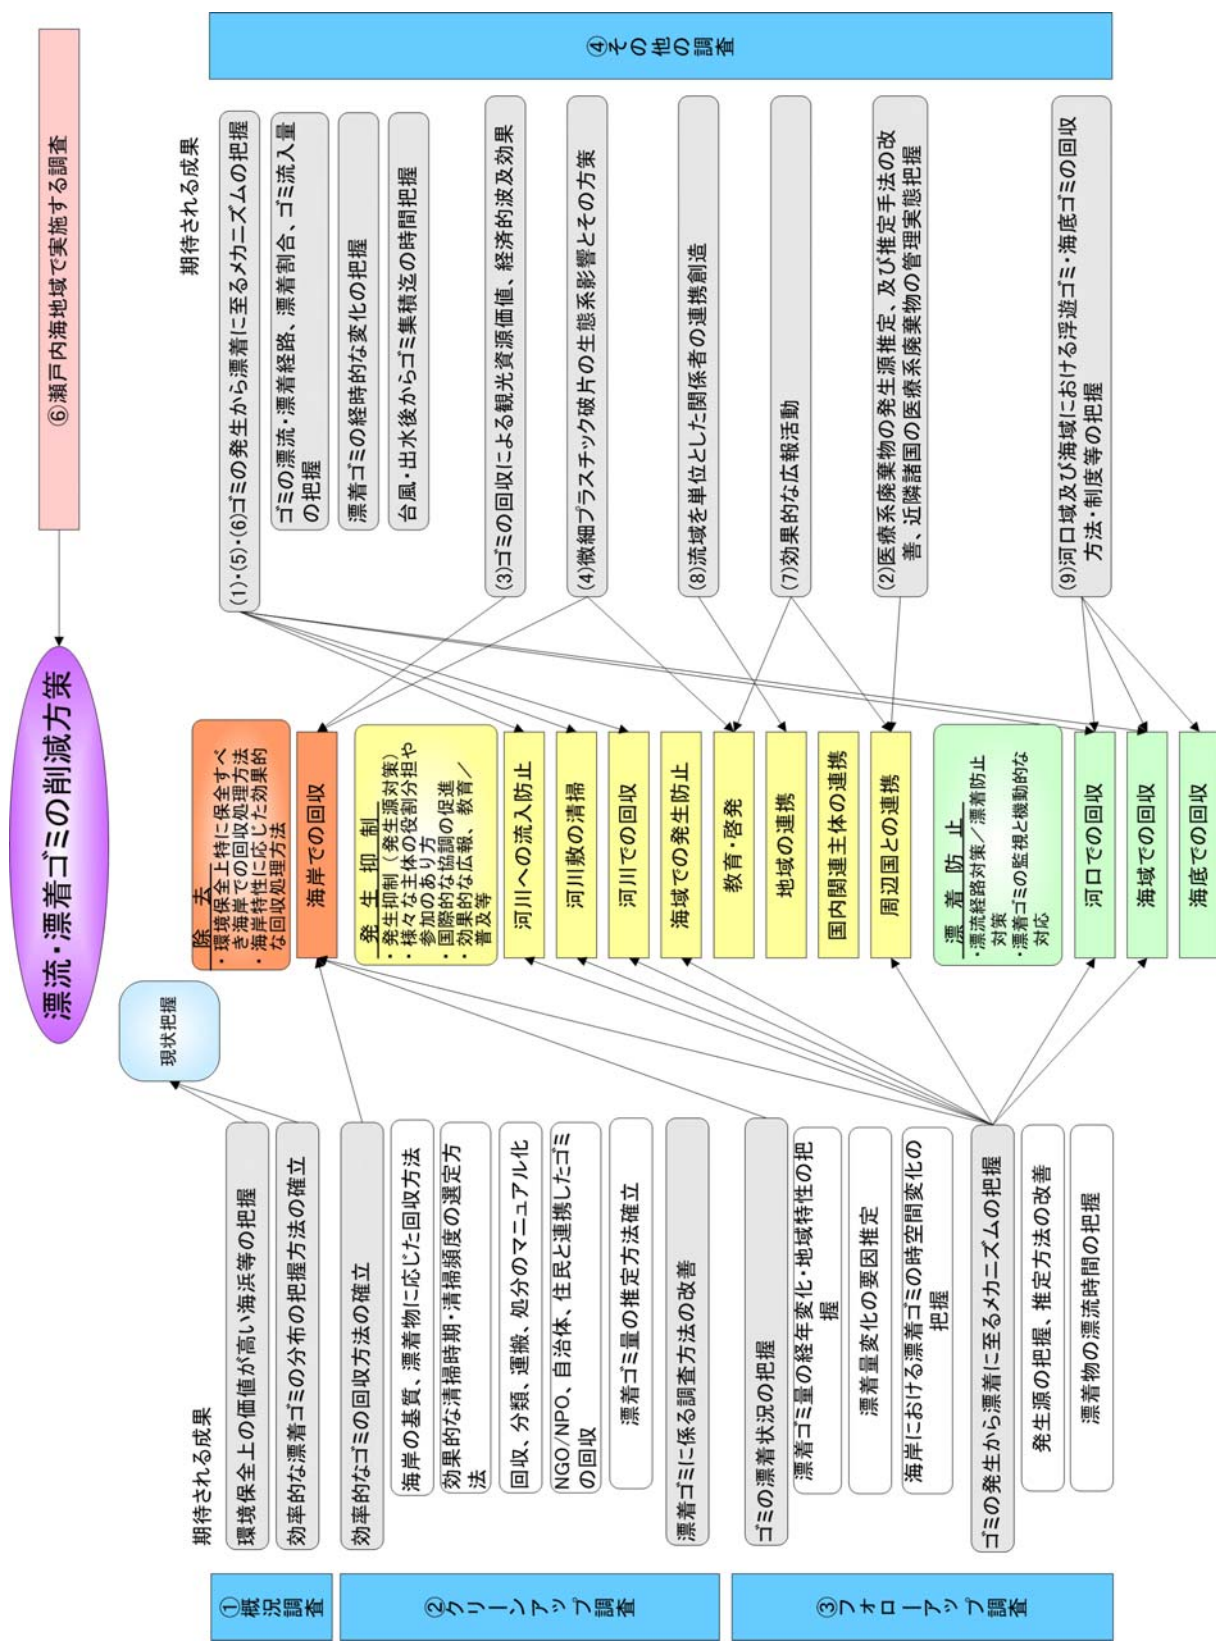 漂流・漂着ゴミの削減方策
⑥瀬戸内海地域で実施する調査
①概況調査
期待される成果
環境保全上の価値が高い海浜等の把握
効率的な漂着ゴミの分布の把握方法の確立
②クリーンアップ調査
効率的なゴミの回収方法の確立
海岸の基質、漂着物に応じた回収方法
効果的な清掃時期・清掃頻度の選定方
法
回収、分類、運搬、処分のマニュアル化
NGO/NPO、自治体、住民と連携したゴミ
の回収
漂着ゴミ量の推定方法確立
漂着ゴミに係る調査方法の改善
③フォローアップ調査
ゴミの漂着状況の把握
漂着ゴミ量の経年変化・地域特性の把
握
漂着量変化の要因推定
海岸における漂着ゴミの時空間変化の
把握
ゴミの発生から漂着に至るメカニズムの把握
発生源の把握、推定方法の改善
漂着物の漂流時間の把握
現状把握
除 去
・環境保全上特に保全すべ
き海岸での回収処理方法
・海岸特性に応じた効果的
な回収処理方法
海岸での回収
発 生 抑 制
・発生抑制（発生源対策）
・様々な主体の役割分担や
参加のあり方
・国際的な協調の促進
・効果的な広報、教育／
普及等
河川への流入防止
河川敷の清掃
河川での回収
海域での発生防止
教育・啓発
地域の連携
国内関連主体の連携
周辺国との連携
漂 着 防 止
・漂流経路対策／漂着防止
対策
・漂着ゴミの監視と機動的な
対応
河口での回収
海域での回収
海底での回収
期待される成果
(1)・(5)・(6)ゴミの発生から漂着に至るメカニズムの把握
ゴミの漂流・漂着経路、漂着割合、ゴミ流入量
の把握
漂着ゴミの経時的な変化の把握
台風・出水後からゴミ集積迄の時間把握
(3)ゴミの回収による観光資源価値、経済的波及効果
(4)微細プラスチック破片の生態系影響とその方策
(8)流域を単位とした関係者の連携創造
(7)効果的な広報活動
(2)医療系廃棄物の発生源推定、及び推定手法の改
善、近隣諸国の医療系廃棄物の管理実態把握
(9)河口域及び海域における浮遊ゴミ・海底ゴミの回収
方法・制度等の把握
④その他の調査